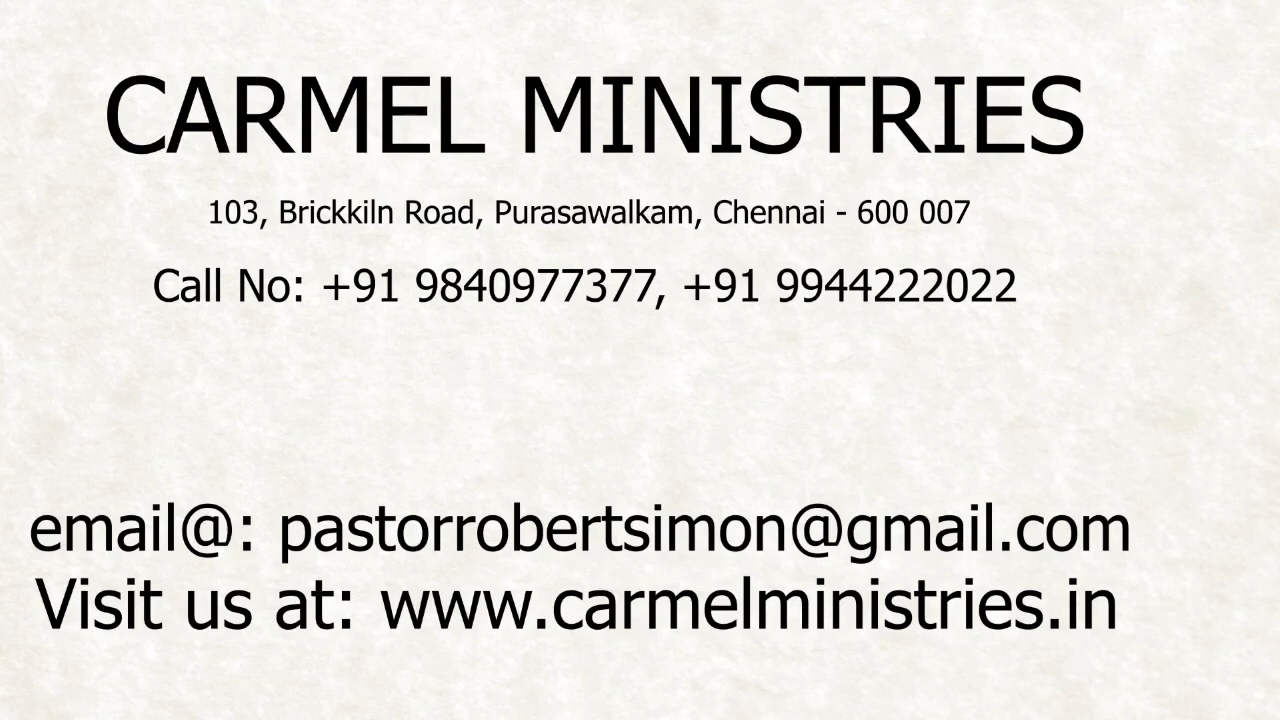 CARMEL MINISTRIES
103, Brickkiln Road, Purasawalkam, Chennai - 600 007
Call No: +91 9840977377, +91 9944222022
email@: pastorrobertsimon@gmail.com
Visit us at: www.carmelministries.in